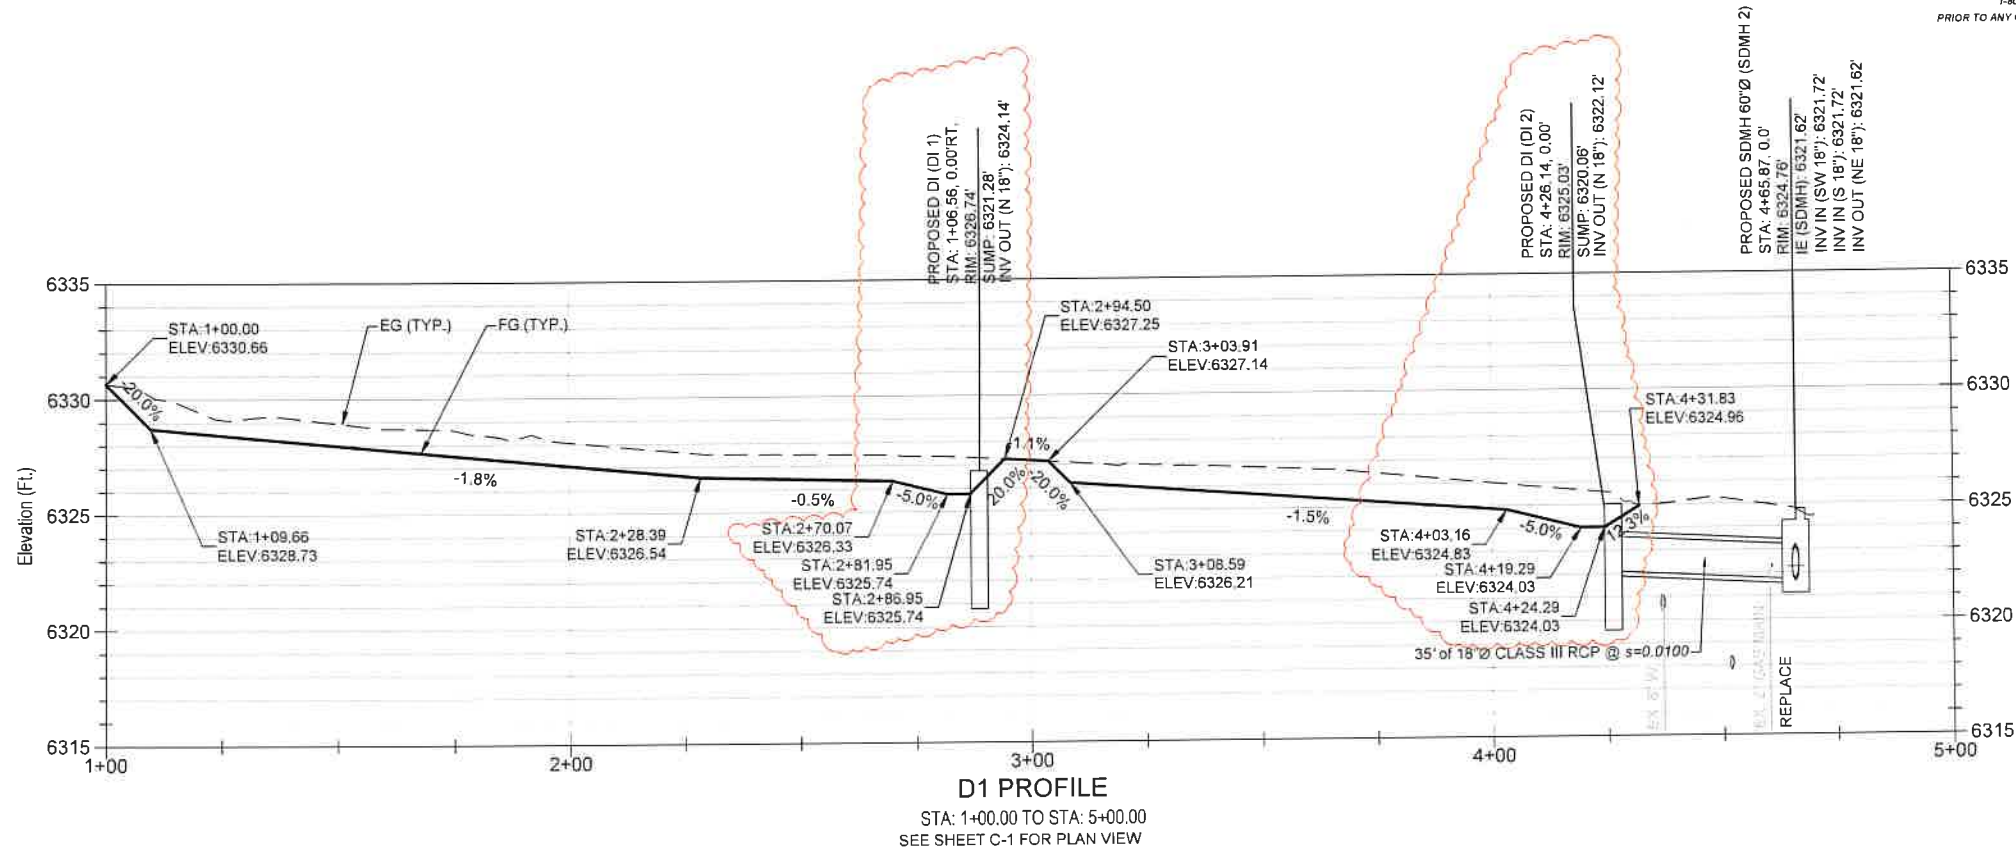 PRIOR TO ANY
PROPOSED DI (DI 1)
STA: 1+06.56, 0.00'RT,
RIM: 6326.74'
SUMP: 6321.28'
INV OUT (N 18"): 6324.14'
PROPOSED DI (DI 2)
STA: 4+26.14, 0.00'
RIM: 6325.03'
SUMP: 6320.06'
INV OUT (N 18"): 6322.12'
PROPOSED SDMH 60"Ø (SDMH 2)
STA: 4+65.87, 0.0'
RIM: 6324.76'
IE (SDMH): 6321.62'
INV IN (SW 18"): 6321.72'
INV IN (S 18"): 6321.72'
INV OUT (NE 18"): 6321.62'
Elevation (Ft.)
6335
6330
6325
6320
6315
6335
6330
6325
6320
6315
STA:1+00.00
ELEV:6330.66
EG (TYP.)
FG (TYP.)
STA:2+94.50
ELEV:6327.25
STA:3+03.91
ELEV:6327.14
STA:4+31.83
ELEV:6324.96
-20.0%
-1.8%
-0.5%
-5.0%
20.0%
1.1%
-20.0%
-1.5%
-5.0%
12.3%
STA:1+09.66
ELEV:6328.73
STA:2+28.39
ELEV:6326.54
STA:2+70.07
ELEV:6326.33
STA:2+81.95
ELEV:6325.74
STA:2+86.95
ELEV:6325.74
STA:3+08.59
ELEV:6326.21
STA:4+03.16
ELEV:6324.83
STA:4+19.29
ELEV:6324.03
STA:4+24.29
ELEV:6324.03
35' of 18"Ø CLASS III RCP @ s=0.0100
EX. 6" W
EX. 2" GAS MAIN
REPLACE
1+00
2+00
3+00
4+00
5+00
D1 PROFILE
STA: 1+00.00 TO STA: 5+00.00
SEE SHEET C-1 FOR PLAN VIEW